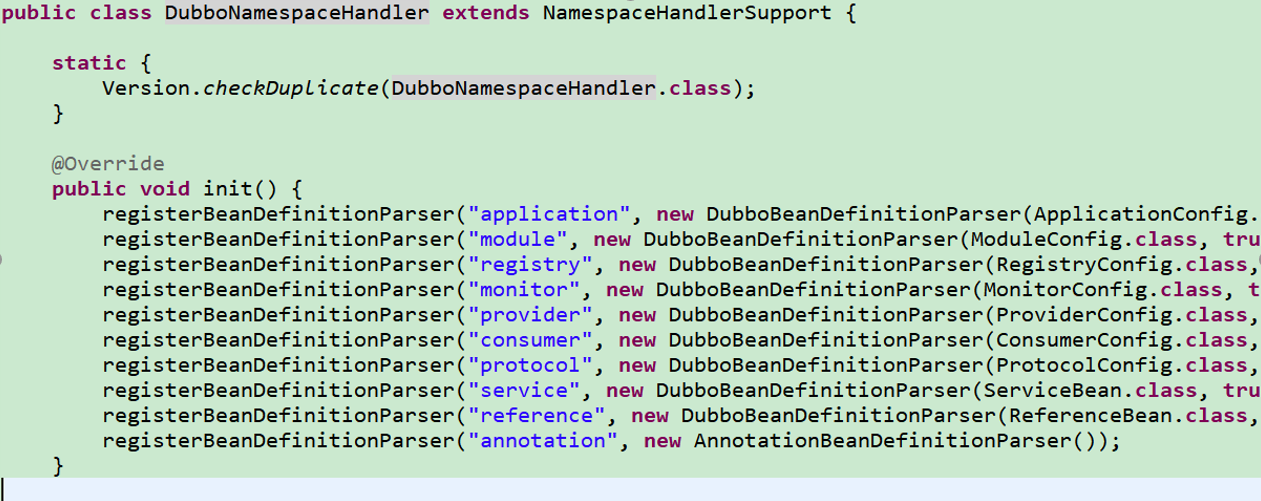 public class DubboNamespaceHandler extends NamespaceHandlerSupport {
static {
Version.checkDuplicate(DubboNamespaceHandler.class);
}
@Override
public void init() {
registerBeanDefinitionParser("application", new DubboBeanDefinitionParser(ApplicationConfig.
registerBeanDefinitionParser("module", new DubboBeanDefinitionParser(ModuleConfig.class, tru
registerBeanDefinitionParser("registry", new DubboBeanDefinitionParser(RegistryConfig.class,
registerBeanDefinitionParser("monitor", new DubboBeanDefinitionParser(MonitorConfig.class, t
registerBeanDefinitionParser("provider", new DubboBeanDefinitionParser(ProviderConfig.class,
registerBeanDefinitionParser("consumer", new DubboBeanDefinitionParser(ConsumerConfig.class,
registerBeanDefinitionParser("protocol", new DubboBeanDefinitionParser(ProtocolConfig.class,
registerBeanDefinitionParser("service", new DubboBeanDefinitionParser(ServiceBean.class, tru
registerBeanDefinitionParser("reference", new DubboBeanDefinitionParser(ReferenceBean.class,
registerBeanDefinitionParser("annotation", new AnnotationBeanDefinitionParser());
}